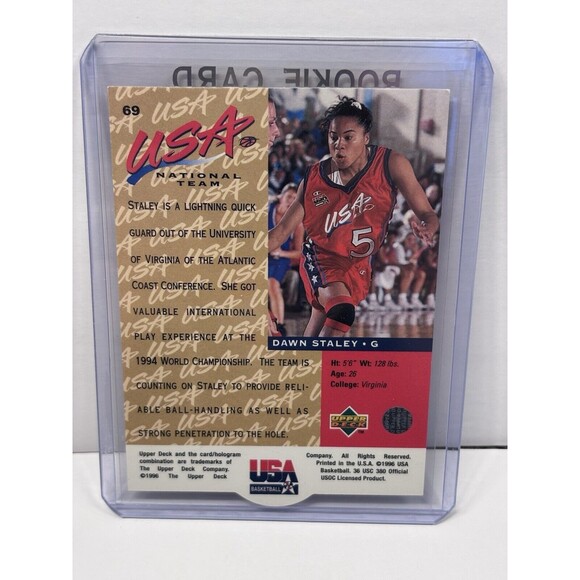 ROOKIE CARD
69
USA
NATIONAL
TEAM
STALEY IS A LIGHTNING QUICK
GUARD OUT OF THE UNIVERSITY
OF VIRGINIA OF THE ATLANTIC
COAST CONFERENCE. SHE GOT
VALUABLE INTERNATIONAL
PLAY EXPERIENCE AT THE
1994 WORLD CHAMPIONSHIP. THE TEAM IS
COUNTING ON STALEY TO PROVIDE RELI-
ABLE BALL-HANDLING AS WELL AS
STRONG PENETRATION TO THE HOLE.
USA
5
DAWN STALEY • G
Ht: 5'6" Wt: 128 lbs.
Age: 26
College: Virginia
UPPER
DECK
Upper Deck and the card/hologram
combination are trademarks of
The Upper Deck Company.
©1996 The Upper Deck
USA
BASKETBALL
Company. All Rights Reserved.
Printed in the U.S.A. ©1996 USA
Basketball. 36 USC 380 Official
USOC Licensed Product.